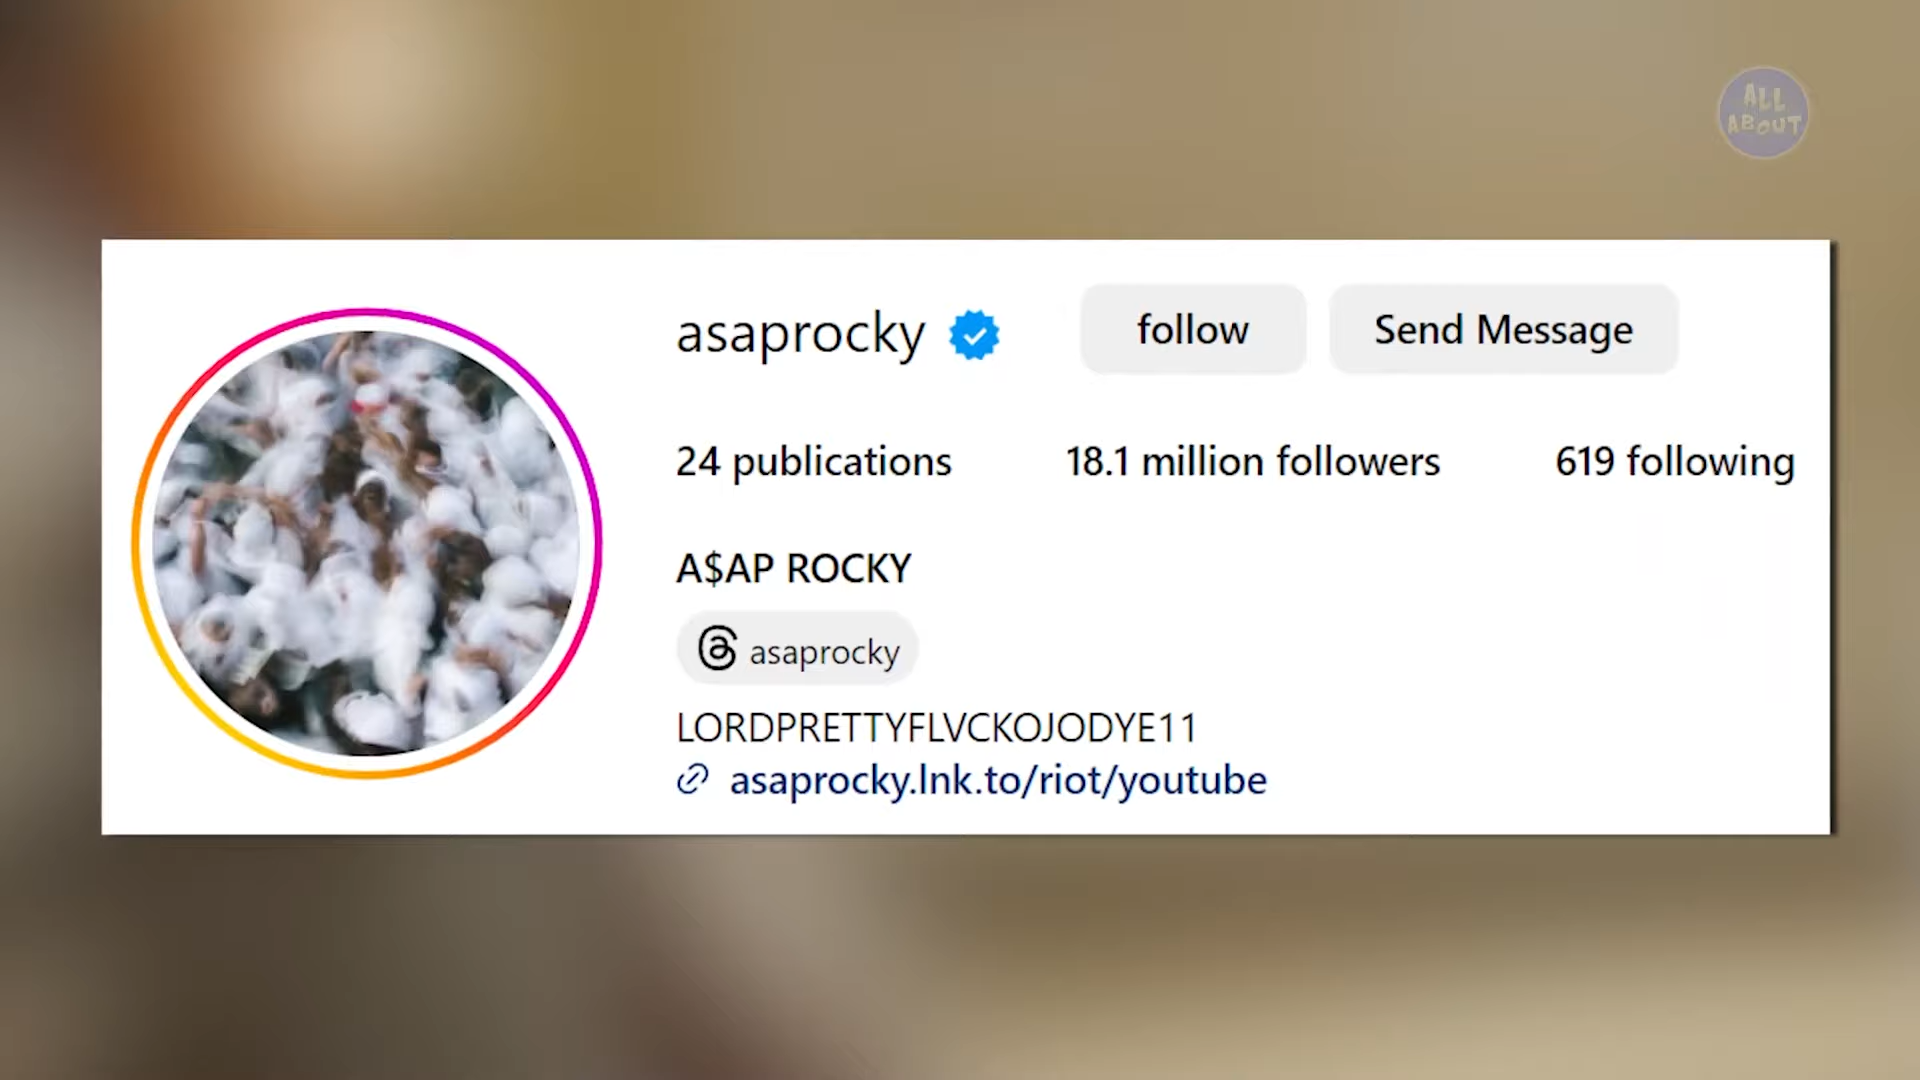 ALL
ABOUT
asaprocky
follow
Send Message
24 publications
18.1 million followers
619 following
A$AP ROCKY
asaprocky
LORDPRETTYFLVCKOJODYE11
asaprocky.lnk.to/riot/youtube